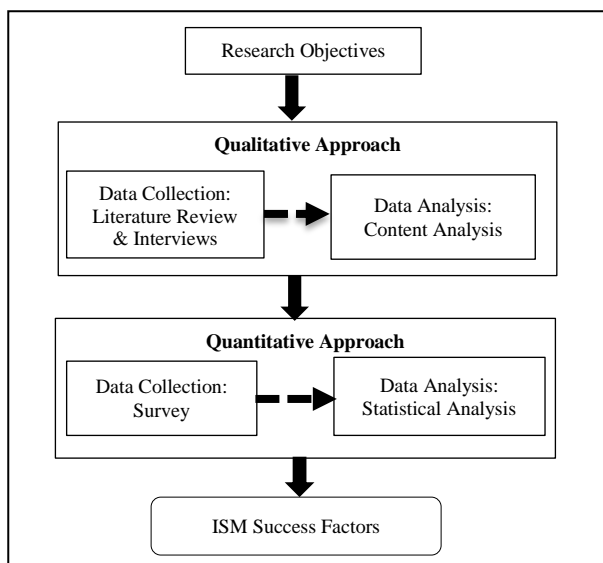 Research Objectives
Qualitative Approach
Data Collection:
Literature Review
& Interviews
Data Analysis:
Content Analysis
Quantitative Approach
Data Collection:
Survey
Data Analysis:
Statistical Analysis
ISM Success Factors